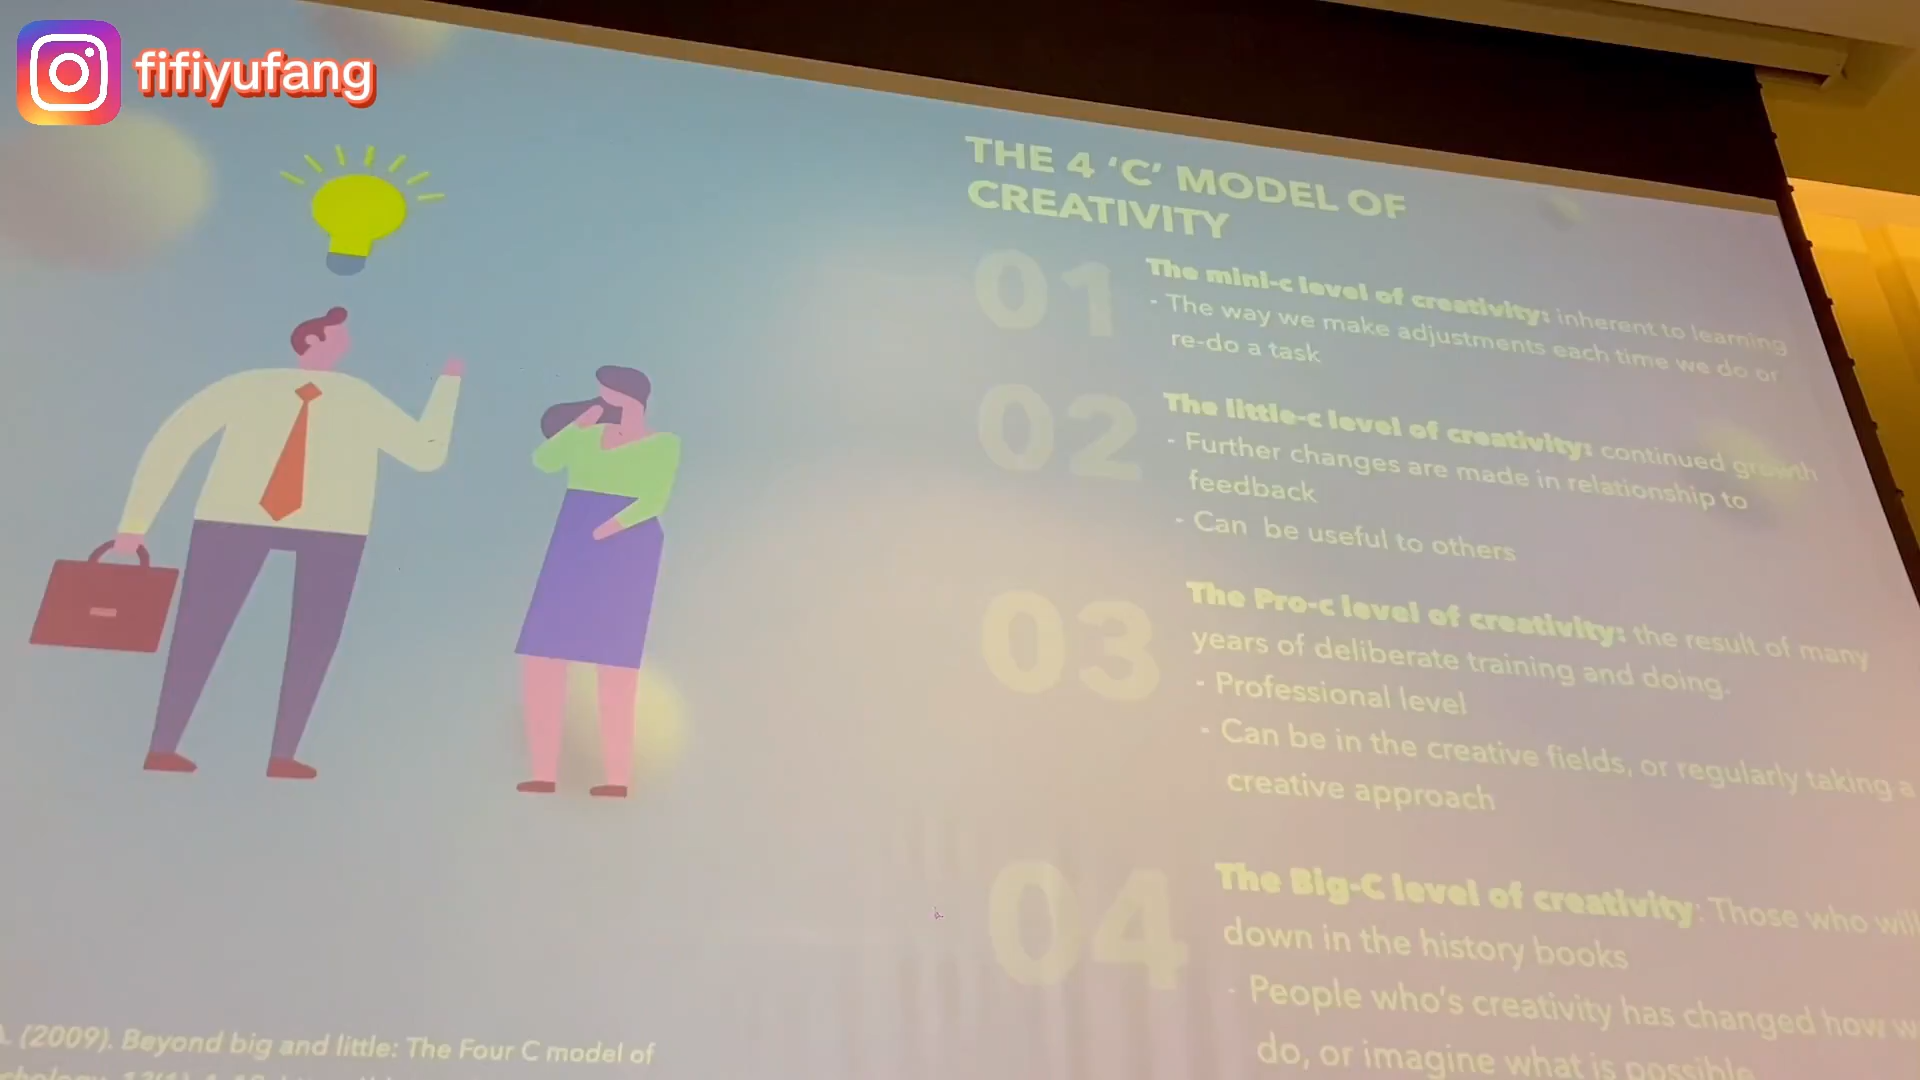 fifiyufang
THE 4 ‘C’ MODEL OF
CREATIVITY
01
The mini-c level of creativity: inherent to learning
- The way we make adjustments each time we do or
re-do a task
02
The little-c level of creativity: continued growth
- Further changes are made in relationship to
feedback
- Can be useful to others
03
The Pro-c level of creativity: the result of many
years of deliberate training and doing.
- Professional level
- Can be in the creative fields, or regularly taking a
creative approach
04
The Big-C level of creativity: Those who will
down in the history books
- People who’s creativity has changed how
do, or imagine what is possible
(2009). Beyond big and little: The Four C model of